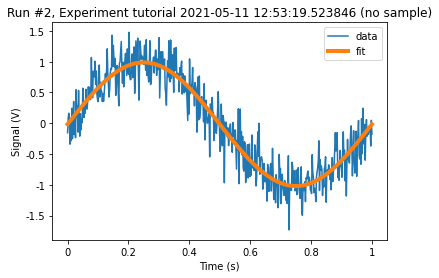 Run #2, Experiment tutorial 2021-05-11 12:53:19.523846 (no sample)
data
fit
Signal (V)
1.5
1
0.5
0
-0.5
-1
-1.5
0
0.2
0.4
0.6
0.8
1
Time (s)